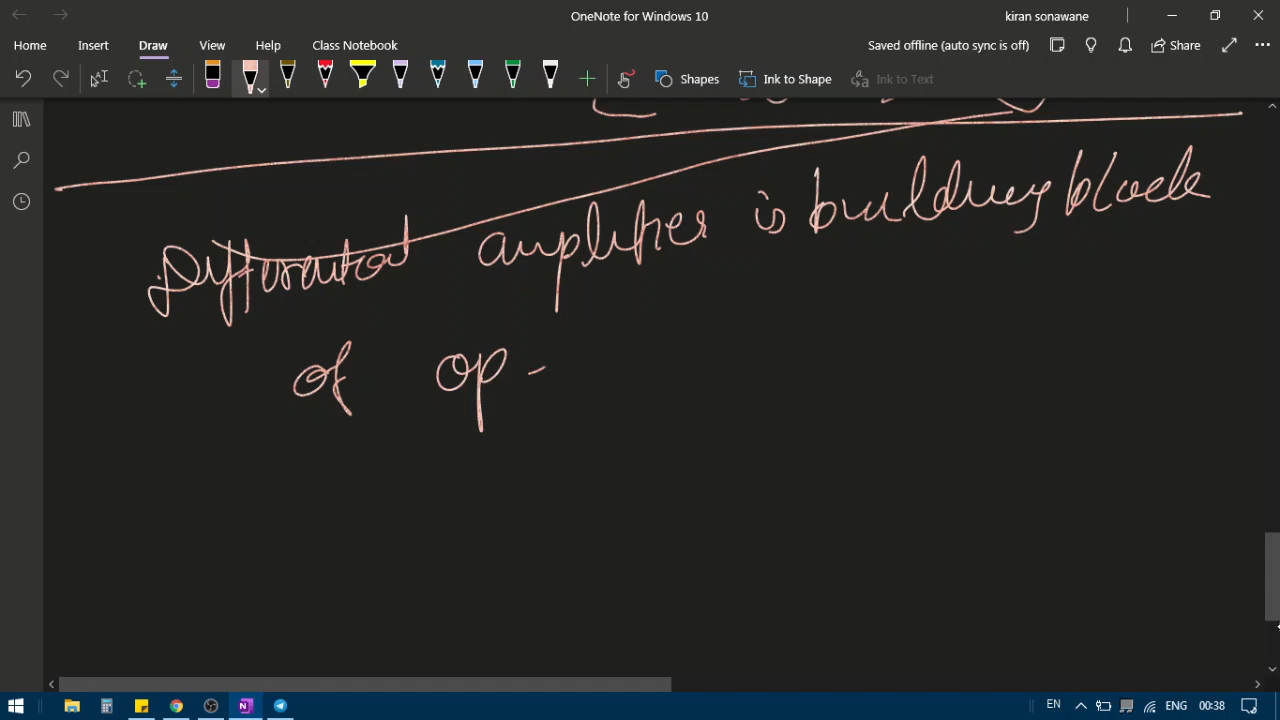 OneNote for Windows 10
kiran sonawane
Home Insert Draw View Help Class Notebook
Saved offline (auto sync is off) Share
Shapes Ink to Shape Ink to Text
Differential amplifier is building block
of op-
EN ENG 00:38